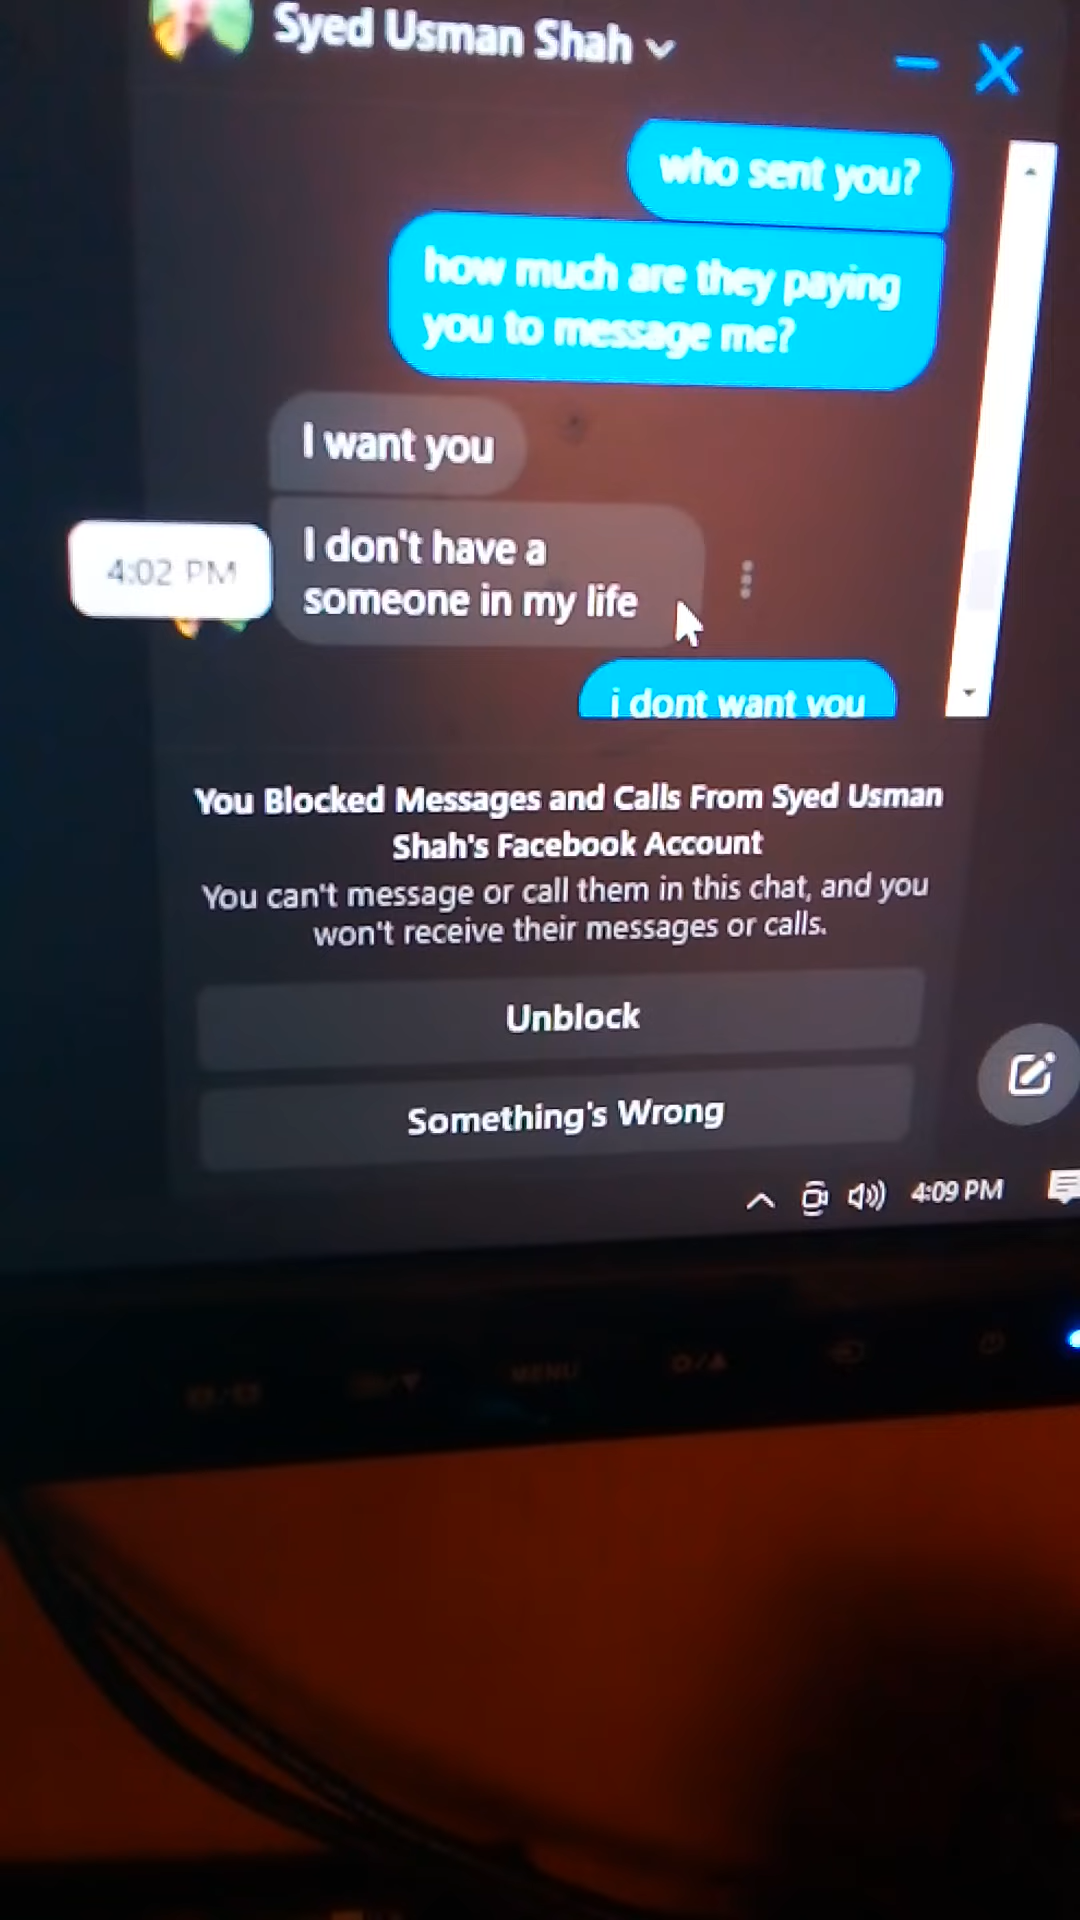 Syed Usman Shah
who sent you?
how much are they paying
you to message me?
I want you
4:02 PM
I don't have a
someone in my life
i dont want you
You Blocked Messages and Calls From Syed Usman
Shah's Facebook Account
You can't message or call them in this chat, and you
won't receive their messages or calls.
Unblock
Something's Wrong
4:09 PM
MENU